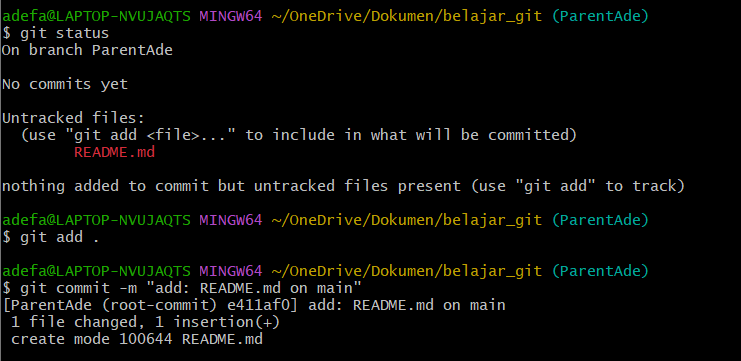 adefa@LAPTOP-NVUJAQTS MINGW64 ~/OneDrive/Dokumen/belajar_git (ParentAde)
$ git status
On branch ParentAde

No commits yet

Untracked files:
  (use "git add <file>..." to include in what will be committed)
        README.md

nothing added to commit but untracked files present (use "git add" to track)

adefa@LAPTOP-NVUJAQTS MINGW64 ~/OneDrive/Dokumen/belajar_git (ParentAde)
$ git add .

adefa@LAPTOP-NVUJAQTS MINGW64 ~/OneDrive/Dokumen/belajar_git (ParentAde)
$ git commit -m "add: README.md on main"
[ParentAde (root-commit) e411af0] add: README.md on main
 1 file changed, 1 insertion(+)
 create mode 100644 README.md